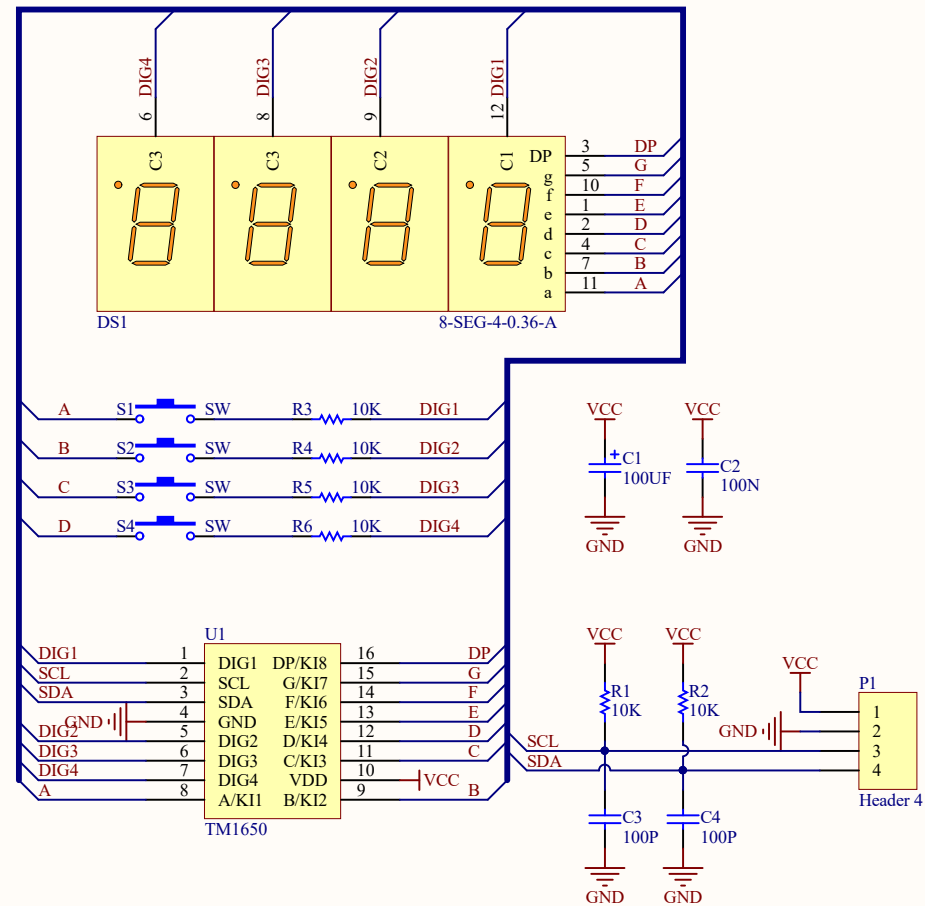 DIG4 DIG3 DIG2 DIG1
6 8 9 12
C3 C3 C2 C1
DP 3 DP
g 5 G
f 10 F
e 1 E
d 2 D
c 4 C
b 7 B
a 11 A
DS1 8-SEG-4-0.36-A
A S1 SW R3 10K DIG1
B S2 SW R4 10K DIG2
C S3 SW R5 10K DIG3
D S4 SW R6 10K DIG4
VCC VCC
+ C1 C2
100UF 100N
GND GND
U1
DIG1 1 DIG1 DP/KI8 16 DP
SCL 2 SCL G/KI7 15 G
SDA 3 SDA F/KI6 14 F
GND 4 GND E/KI5 13 E
DIG2 5 DIG2 D/KI4 12 D
DIG3 6 DIG3 C/KI3 11 C
DIG4 7 DIG4 VDD 10 VCC
A 8 A/KI1 B/KI2 9 B
TM1650
VCC VCC
R1 R2
10K 10K
SCL
SDA
C3 C4
100P 100P
GND GND
VCC P1
1
GND 2
3
4
Header 4